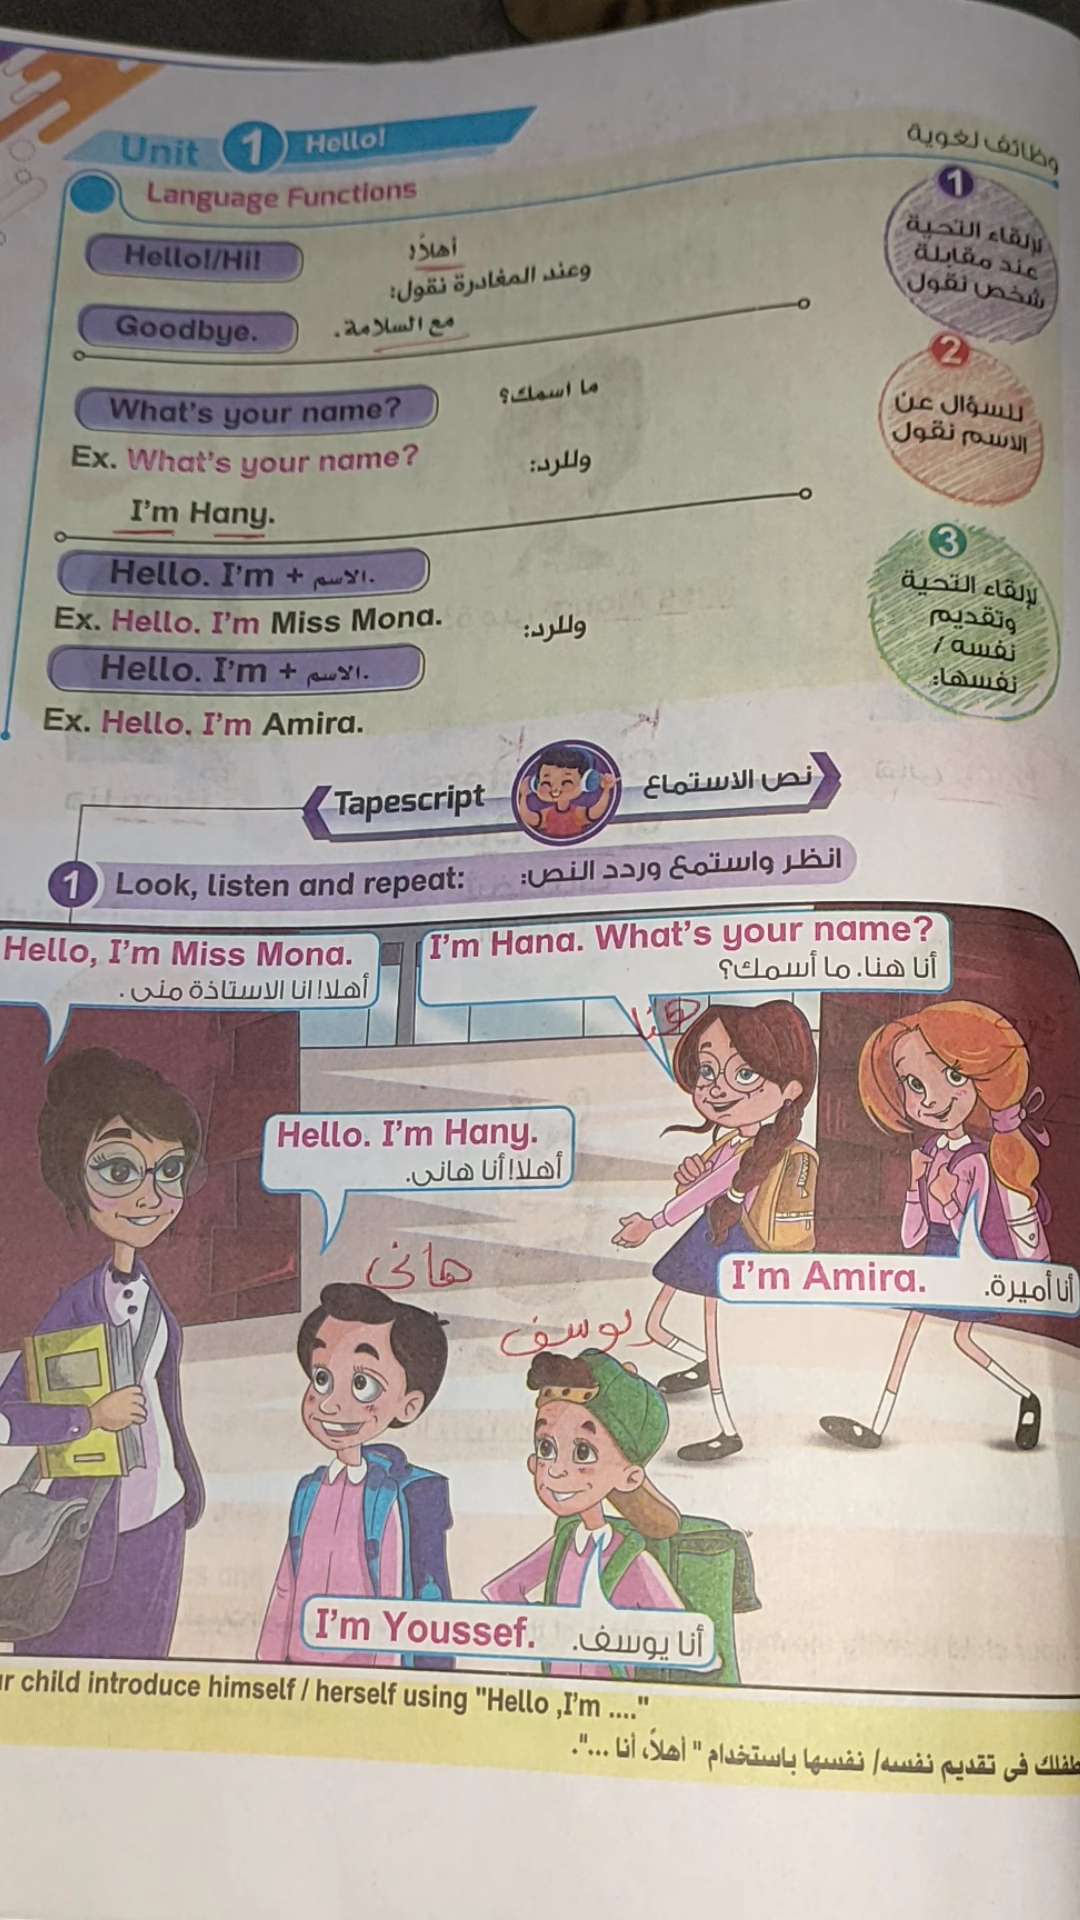 Unit 1 Hello!
وظائف لغوية
Language Functions
1
لإلقاء التحية
عند مقابلة
شخص نقول
Hello!/Hi!
أهلاً!
وعند المغادرة نقول:
Goodbye.
مع السلامة.
2
للسؤال عن
الاسم نقول
What's your name?
ما اسمك؟
Ex. What's your name?
وللرد:
I'm Hany.
3
لإلقاء التحية
وتقديم
نفسه /
نفسها:
Hello. I'm + الاسم.
Ex. Hello. I'm Miss Mona.
وللرد:
Hello. I'm + الاسم.
Ex. Hello. I'm Amira.
Tapescript
نص الاستماع
1 Look, listen and repeat:
انظر واستمع وردد النص:
Hello, I'm Miss Mona.
أهلا! انا الاستاذة منى.
I'm Hana. What's your name?
أنا هنا. ما أسمك؟
هنا
Hello. I'm Hany.
أهلا! أنا هانى.
هانى
I'm Amira.
أنا أميرة.
يوسف
I'm Youssef.
أنا يوسف.
child introduce himself / herself using "Hello ,I'm ...."
طفلك فى تقديم نفسه/ نفسها باستخدام " أهلاً، أنا ...".